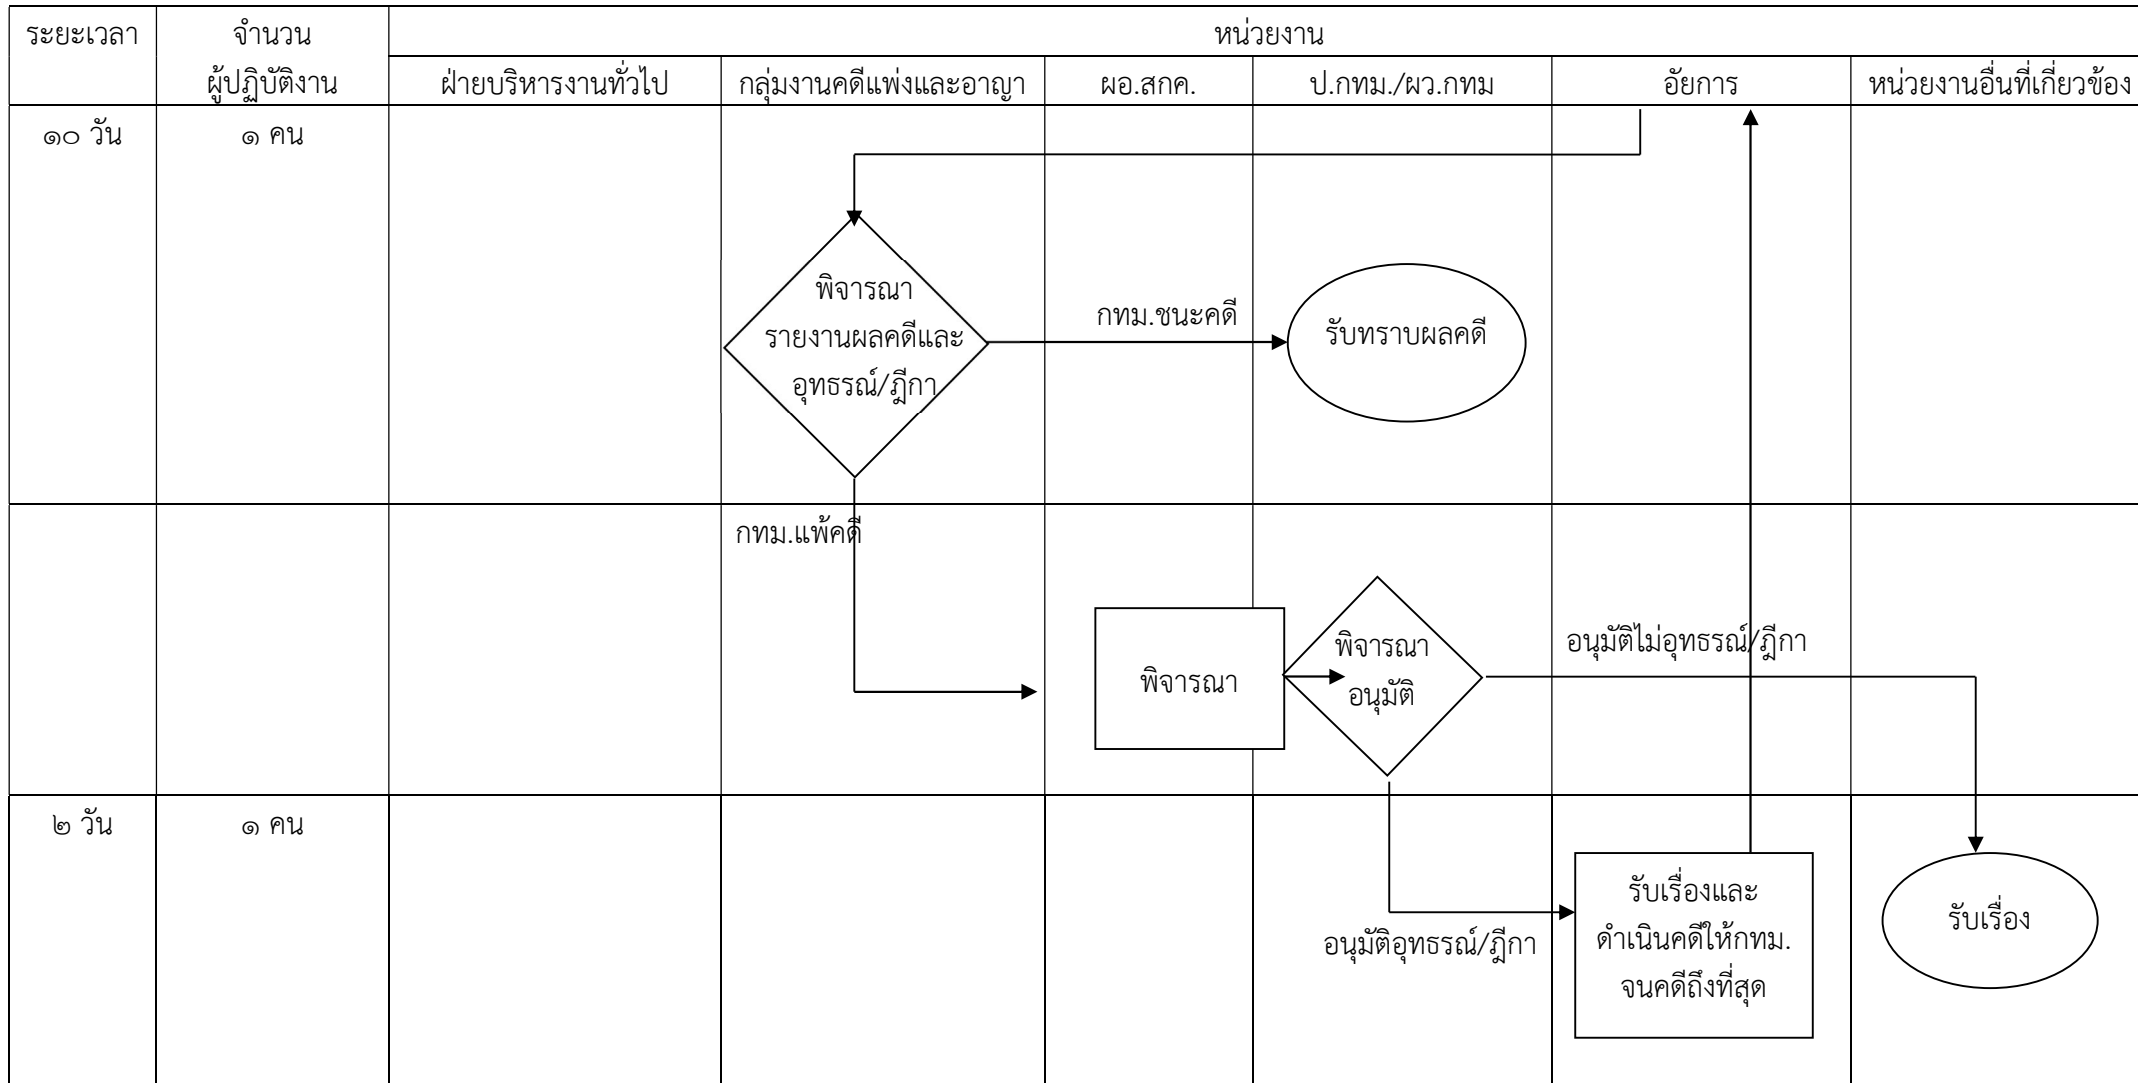 ระยะเวลา
จำนวน
ผู้ปฏิบัติงาน
หน่วยงาน
ฝ่ายบริหารงานทั่วไป
กลุ่มงานคดีแพ่งและอาญา
ผอ.สกค.
ป.กทม./ผว.กทม
อัยการ
หน่วยงานอื่นที่เกี่ยวข้อง
๑๐ วัน
๑ คน
พิจารณา
รายงานผลคดีและ
อุทธรณ์/ฎีกา
กทม.ชนะคดี
รับทราบผลคดี
กทม.แพ้คดี
พิจารณา
พิจารณา
อนุมัติ
อนุมัติไม่อุทธรณ์/ฎีกา
๒ วัน
๑ คน
อนุมัติอุทธรณ์/ฎีกา
รับเรื่องและ
ดำเนินคดีให้กทม.
จนคดีถึงที่สุด
รับเรื่อง